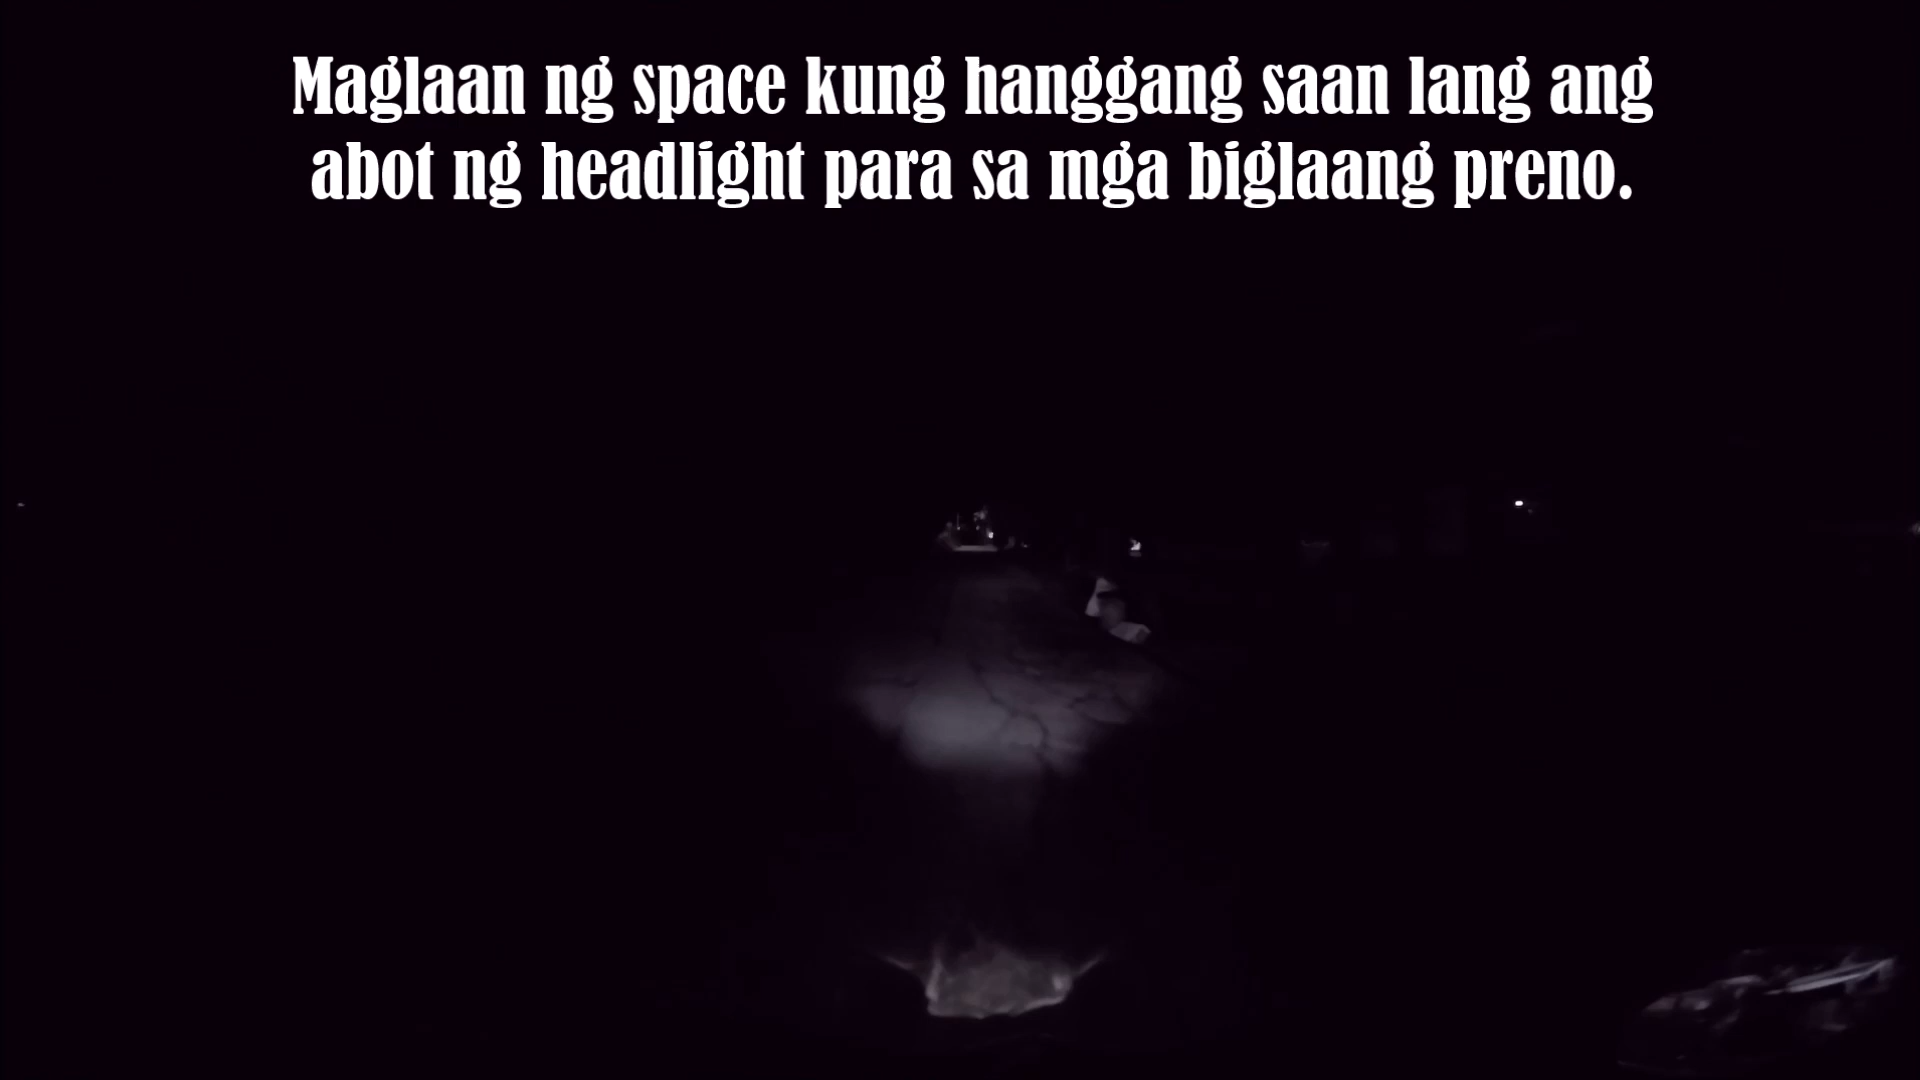 Maglaan ng space kung hanggang saan lang ang
abot ng headlight para sa mga biglaang preno.